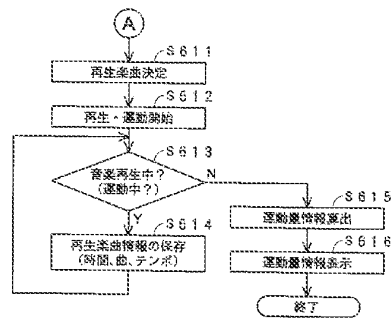 A
S611
再生楽曲決定
S612
再生・運動開始
S613
音楽再生中?
(運動中?)
N
Y
S614
再生楽曲情報の保存
(時間、曲、テンポ)
S615
運動量情報算出
S616
運動量情報表示
終了